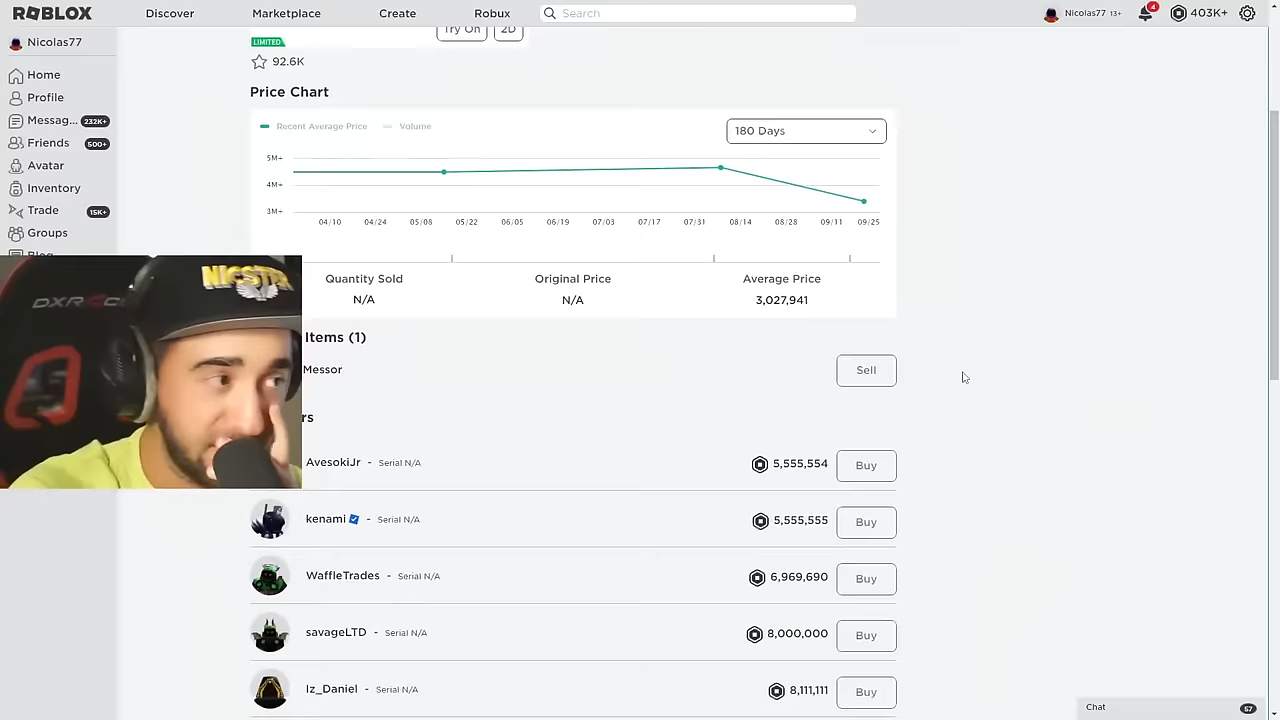 ROBLOX
Discover
Marketplace
Create
Robux
Search
Nicolas77 13+
4
403K+
Nicolas77
Home
Profile
Messag... 232K+
Friends 500+
Avatar
Inventory
Trade 15K+
Groups
Blog
LIMITED
Try On
2D
92.6K
Price Chart
Recent Average Price
Volume
180 Days
5M+
4M+
3M+
04/10 04/24 05/08 05/22 06/05 06/19 07/03 07/17 07/31 08/14 08/28 09/11 09/25
Quantity Sold
N/A
Original Price
N/A
Average Price
3,027,941
Items (1)
Messor
Sell
rs
AvesokiJr - Serial N/A
5,555,554
Buy
kenami - Serial N/A
5,555,555
Buy
WaffleTrades - Serial N/A
6,969,690
Buy
savageLTD - Serial N/A
8,000,000
Buy
Iz_Daniel - Serial N/A
8,111,111
Buy
Chat
57